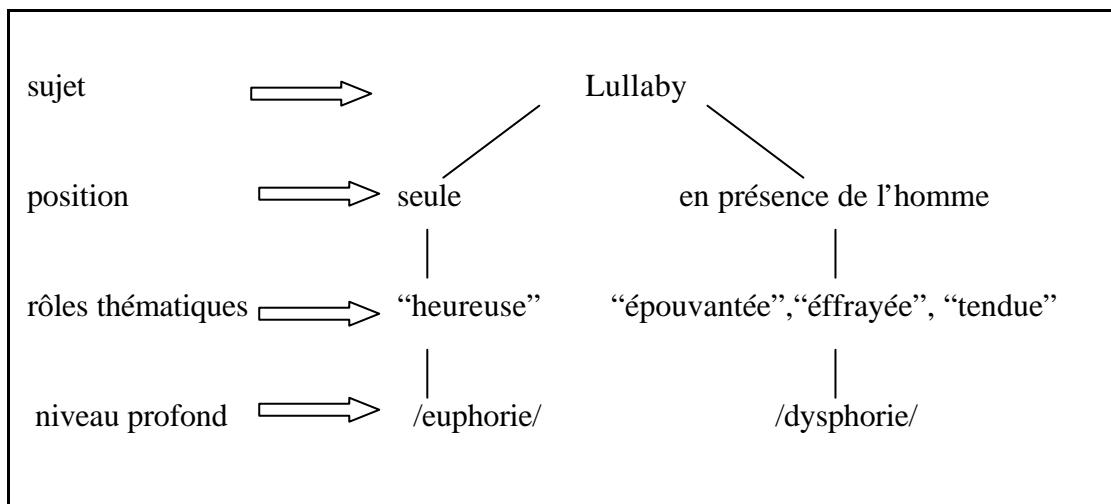 sujet Lullaby
position seule en présence de l’homme
rôles thématiques “heureuse” “épouvantée”,“éffrayée”, “tendue”
niveau profond /euphorie/ /dysphorie/